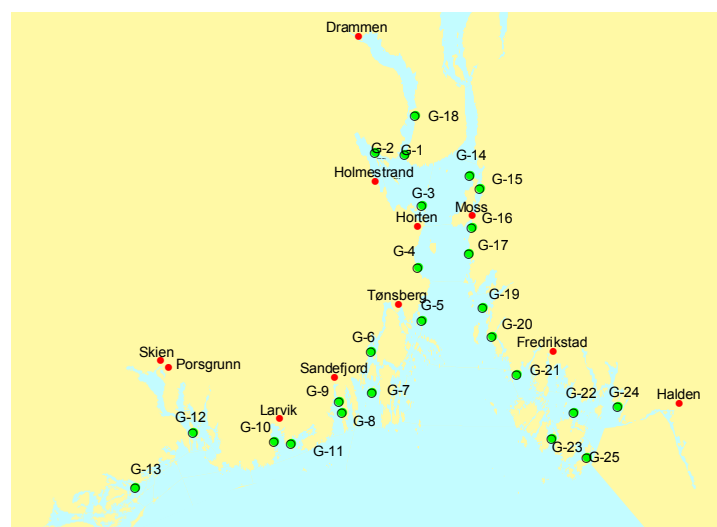 Drammen
G-18
G-2
G-1
G-14
Holmestrand
G-15
G-3
Moss
Horten
G-16
G-17
G-4
Tønsberg
G-19
G-5
G-20
G-6
Fredrikstad
Skien
Porsgrunn
Sandefjord
G-21
G-9
G-7
G-22
G-24
Halden
Larvik
G-12
G-8
G-10
G-11
G-23
G-25
G-13